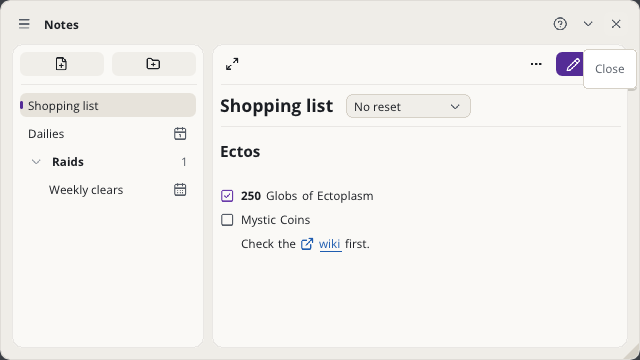 Notes
Close
Shopping list
Dailies
1
Raids
1
Weekly clears
Shopping list
No reset
Ectos
250 Globs of Ectoplasm
Mystic Coins
Check the wiki first.